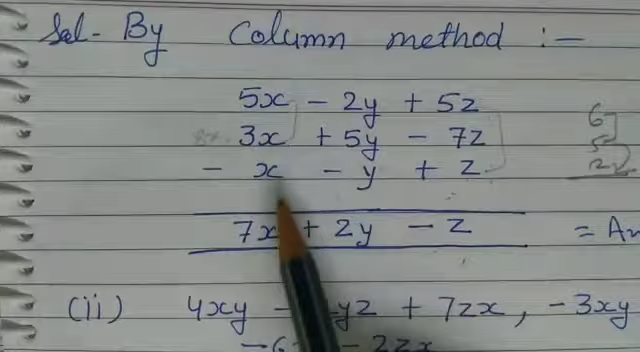 Sol- By Column method :-
5x - 2y + 5z
3x + 5y - 7z
- x - y + z
7x + 2y - z = An
(ii) 4xy - yz + 7zx, -3xy
- 2zx